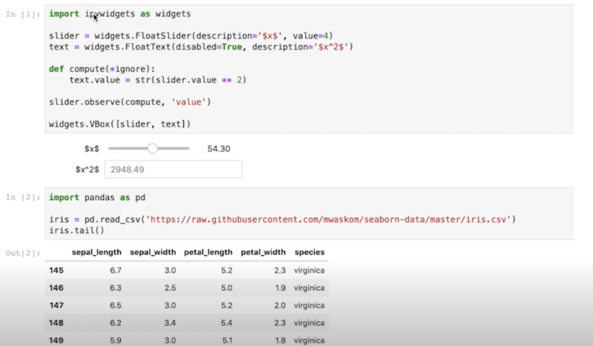 In [1]:
import ipywidgets as widgets
slider = widgets.FloatSlider(description='$x$', value=4)
text = widgets.FloatText(disabled=True, description='$x^2$')
def compute(*ignore):
text.value = str(slider.value ** 2)
slider.observe(compute, 'value')
widgets.VBox([slider, text])
$x$ 54.30
$x^2$ 2948.49
In [2]:
import pandas as pd
iris = pd.read_csv('https://raw.githubusercontent.com/mwaskom/seaborn-data/master/iris.csv')
iris.tail()
Out[2]:
sepal_length sepal_width petal_length petal_width species
145 6.7 3.0 5.2 2.3 virginica
146 6.3 2.5 5.0 1.9 virginica
147 6.5 3.0 5.2 2.0 virginica
148 6.2 3.4 5.4 2.3 virginica
149 5.9 3.0 5.1 1.8 virginica